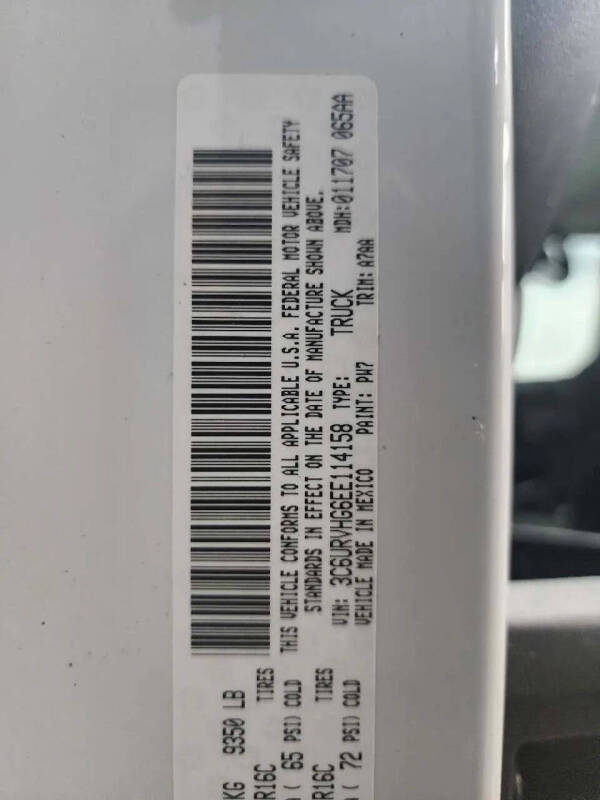 KG 9350 LB
R16C TIRES
( 65 PSI) COLD
R16C TIRES
( 72 PSI) COLD
THIS VEHICLE CONFORMS TO ALL APPLICABLE U.S.A. FEDERAL MOTOR VEHICLE SAFETY
STANDARDS IN EFFECT ON THE DATE OF MANUFACTURE SHOWN ABOVE.
VIN: 3C6URVHG6EE114158 TYPE: TRUCK MDH:011707 065AA
VEHICLE MADE IN MEXICO PAINT: PW7 TRIM: A7AA